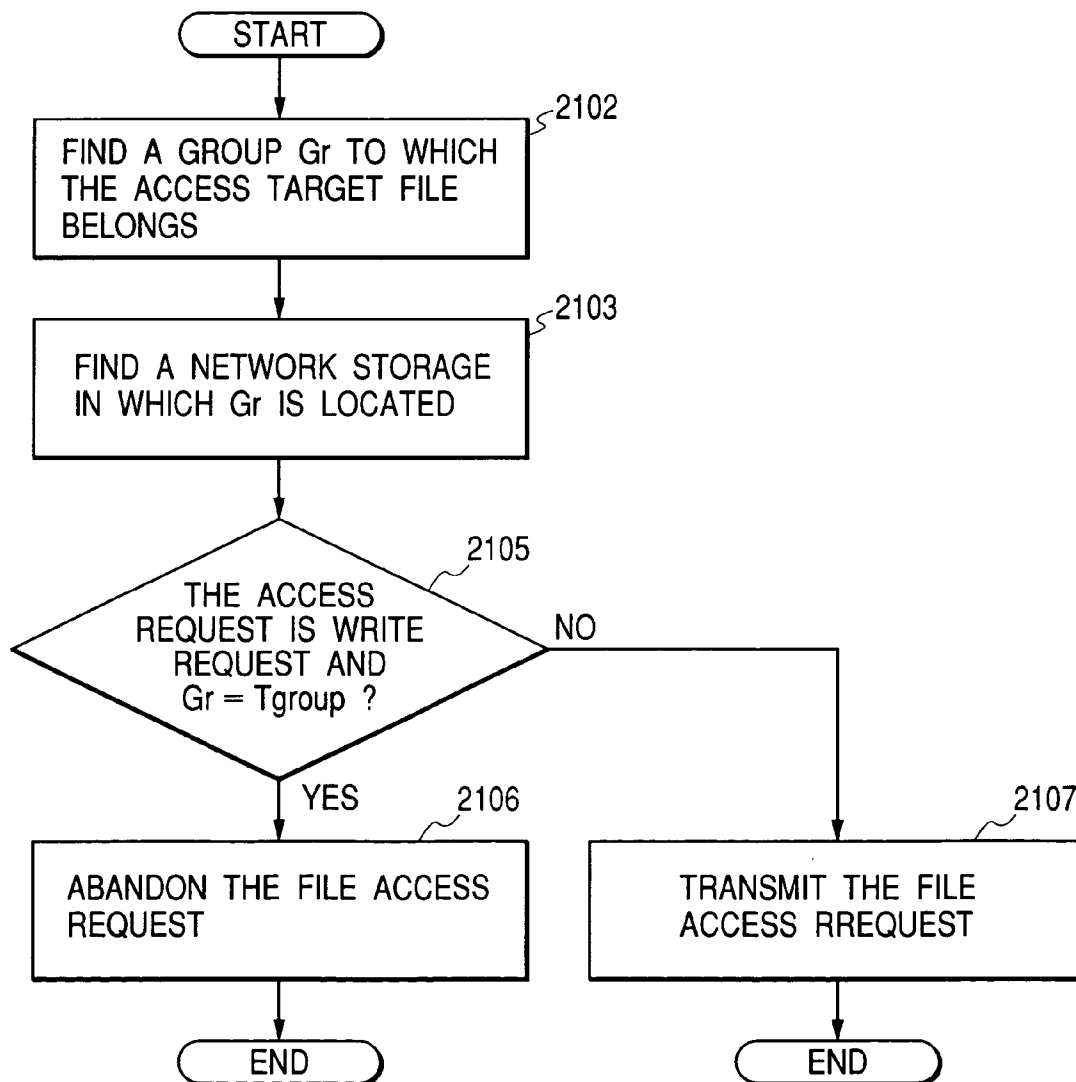 START
2102
FIND A GROUP Gr TO WHICH
THE ACCESS TARGET FILE
BELONGS
2103
FIND A NETWORK STORAGE
IN WHICH Gr IS LOCATED
2105
THE ACCESS
REQUEST IS WRITE
REQUEST AND
Gr = Tgroup ?
NO
YES
2106
ABANDON THE FILE ACCESS
REQUEST
2107
TRANSMIT THE FILE
ACCESS RREQUEST
END
END